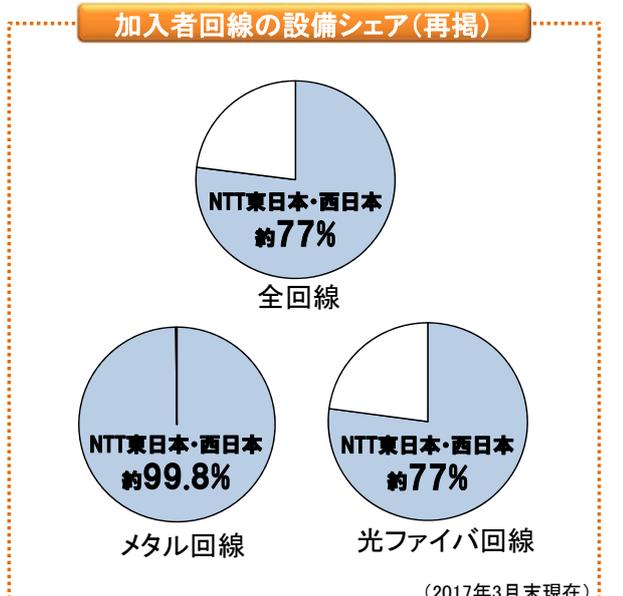 加入者回線の設備シェア（再掲）
NTT東日本・西日本
約77%
全回線
NTT東日本・西日本
約99.8%
メタル回線
NTT東日本・西日本
約77%
光ファイバ回線
（2017年3月末現在）